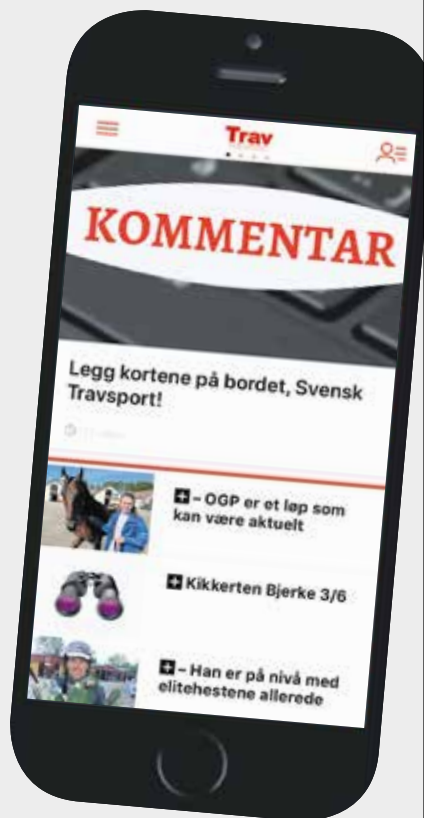 Trav
KOMMENTAR
Legg kortene på bordet, Svensk
Travsport!
– OGP er et løp som
kan være aktuelt
Kikkerten Bjerke 3/6
– Han er på nivå med
elitehestene allerede